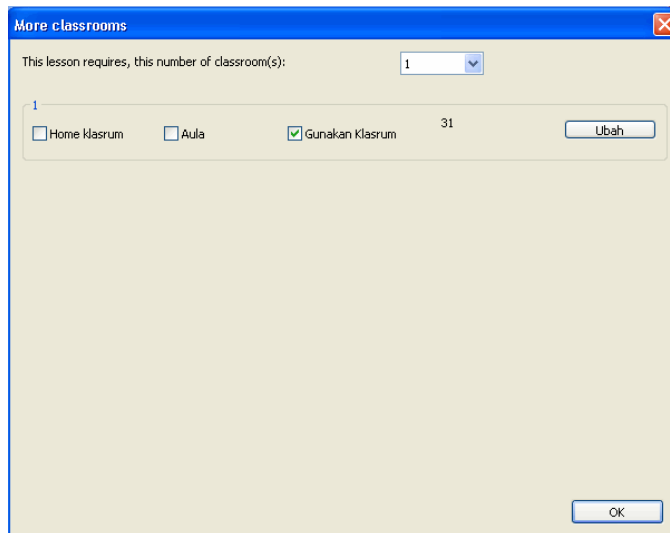 More classrooms
This lesson requires, this number of classroom(s): 1
1
Home klasrum Aula Gunakan Klasrum 31 Ubah
OK